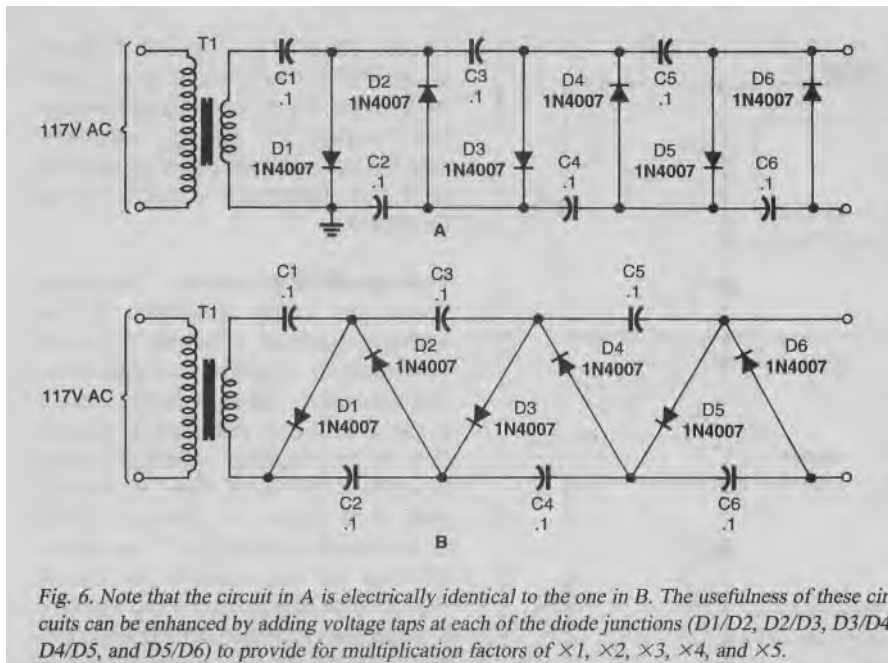 T1
C1
.1
D2
1N4007
C3
.1
D4
1N4007
C5
.1
D6
1N4007
117V AC
D1
1N4007
C2
.1
D3
1N4007
C4
.1
D5
1N4007
C6
.1
A
C1
.1
C3
.1
C5
.1
T1
D2
1N4007
D4
1N4007
D6
1N4007
117V AC
D1
1N4007
D3
1N4007
D5
1N4007
C2
.1
C4
.1
C6
.1
B
Fig. 6. Note that the circuit in A is electrically identical to the one in B. The usefulness of these cir
cuits can be enhanced by adding voltage taps at each of the diode junctions (D1/D2, D2/D3, D3/D4
D4/D5, and D5/D6) to provide for multiplication factors of ×1, ×2, ×3, ×4, and ×5.